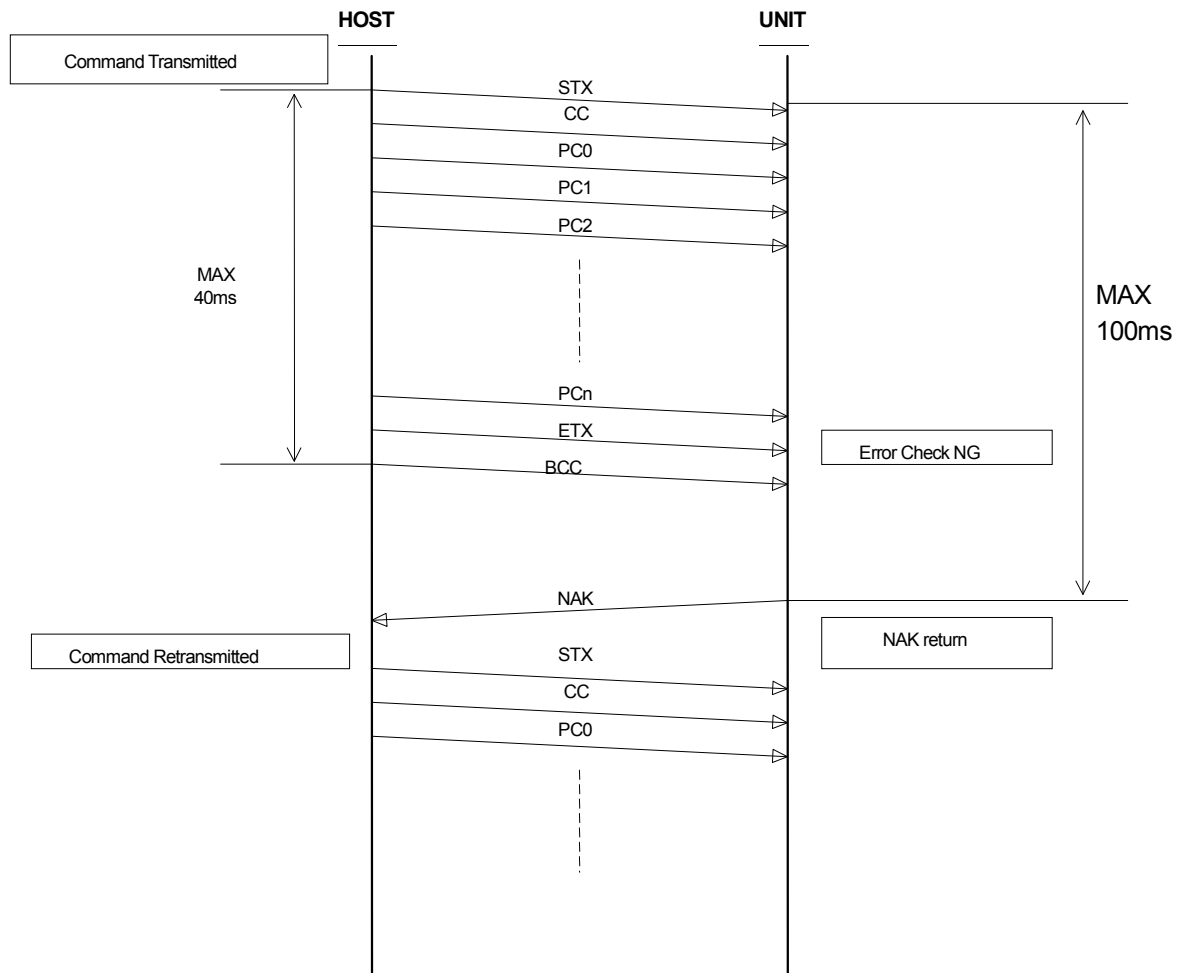 HOST
UNIT
Command Transmitted
STX
CC
PC0
PC1
PC2
MAX
40ms
MAX
100ms
PCn
ETX
Error Check NG
BCC
NAK
NAK return
Command Retransmitted
STX
CC
PC0